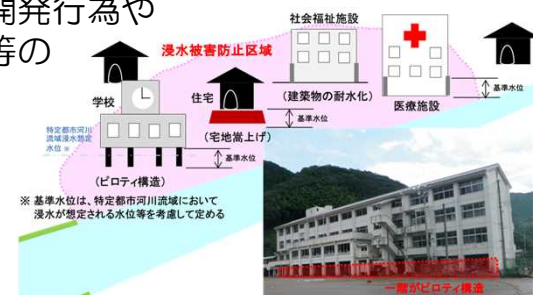 開発行為や
等の
社会福祉施設
浸水被害防止区域
学校
住宅
(建築物の耐水化)
医療施設
基準水位
特定都市河川
流域浸水想定
水位 ※
基準水位
(宅地嵩上げ)
基準水位
(ピロティ構造)
※ 基準水位は、特定都市河川流域において
浸水が想定される水位等を考慮して定める
一階がピロティ構造